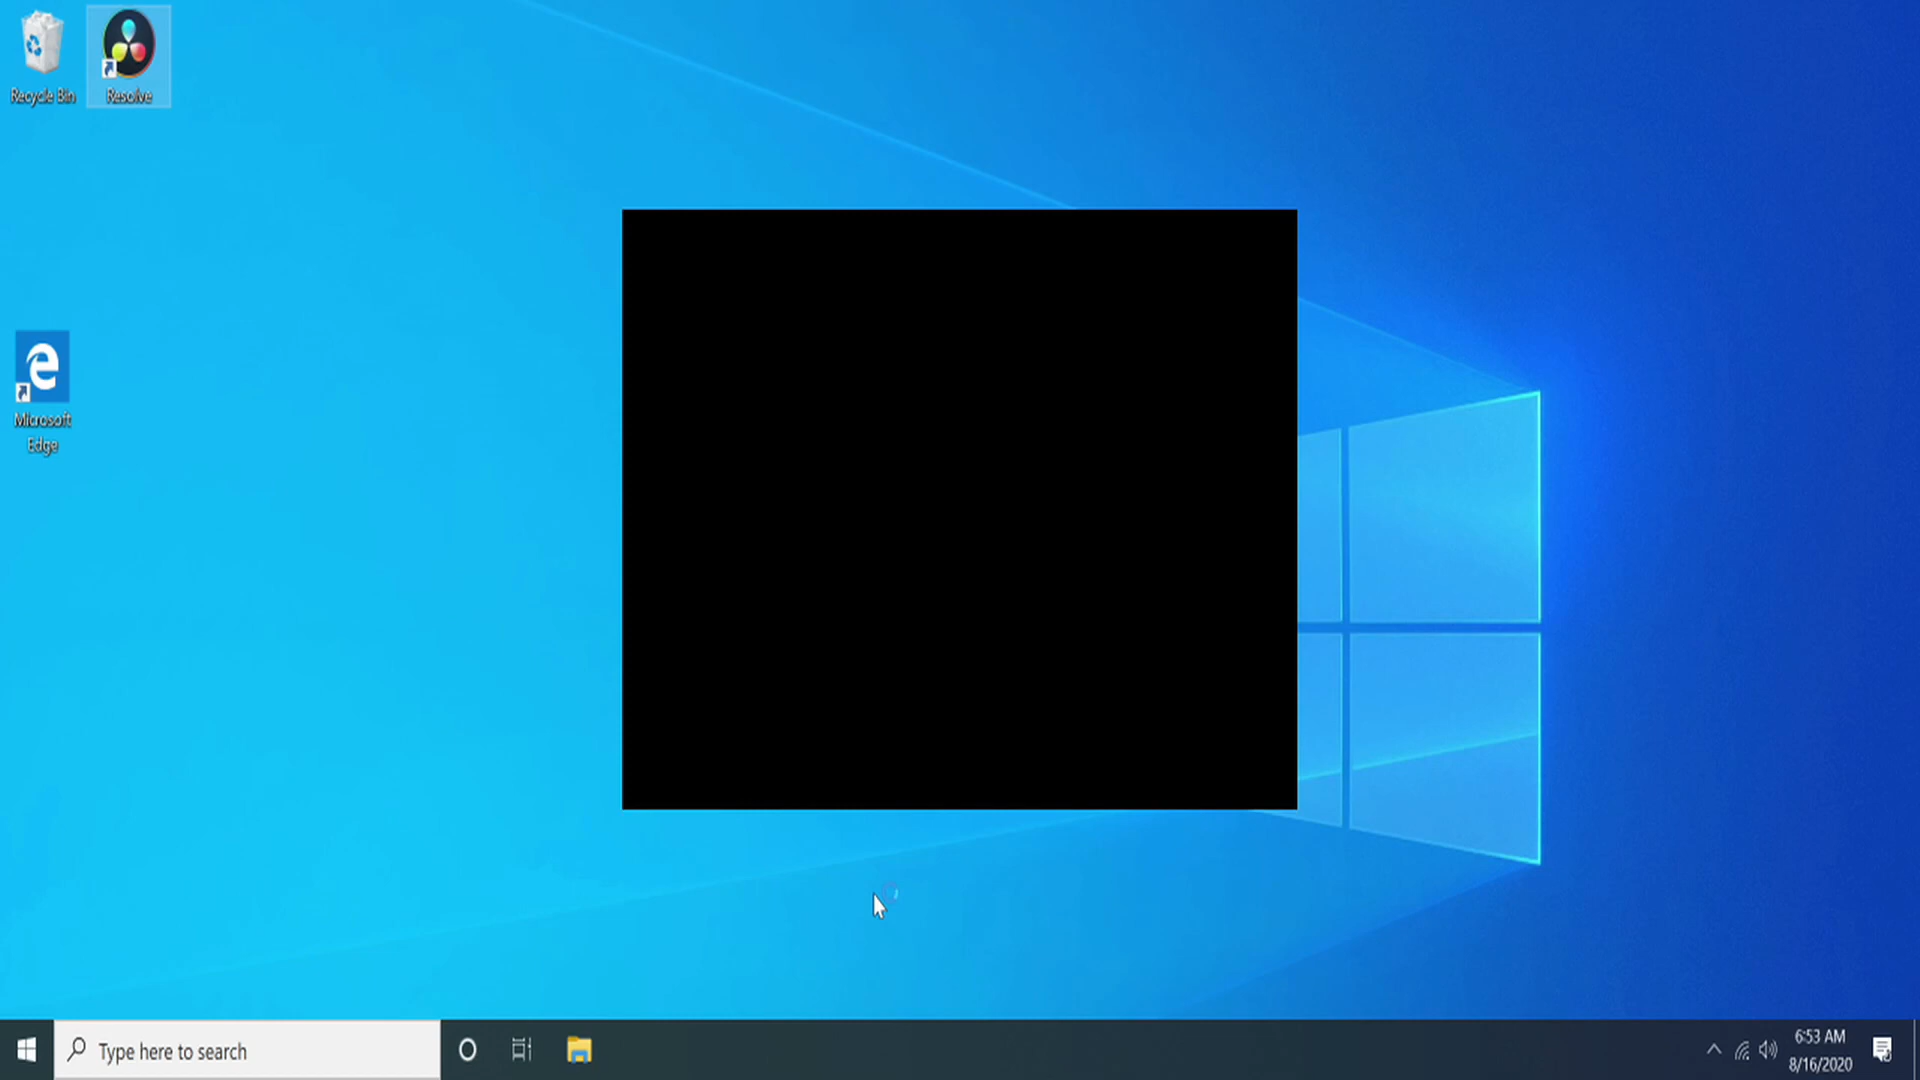 Recycle Bin
Resolve
Microsoft
Edge
Type here to search
6:53 AM
8/16/2020